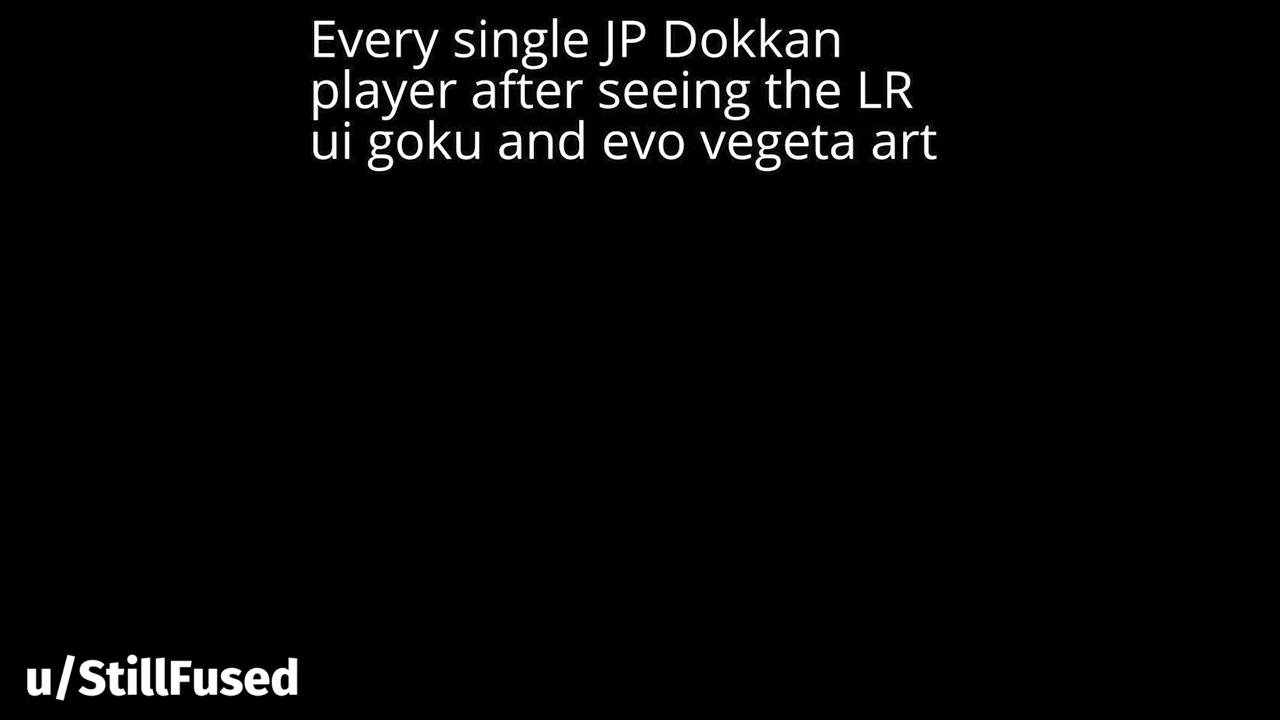 Every single JP Dokkan
player after seeing the LR
ui goku and evo vegeta art
u/StillFused